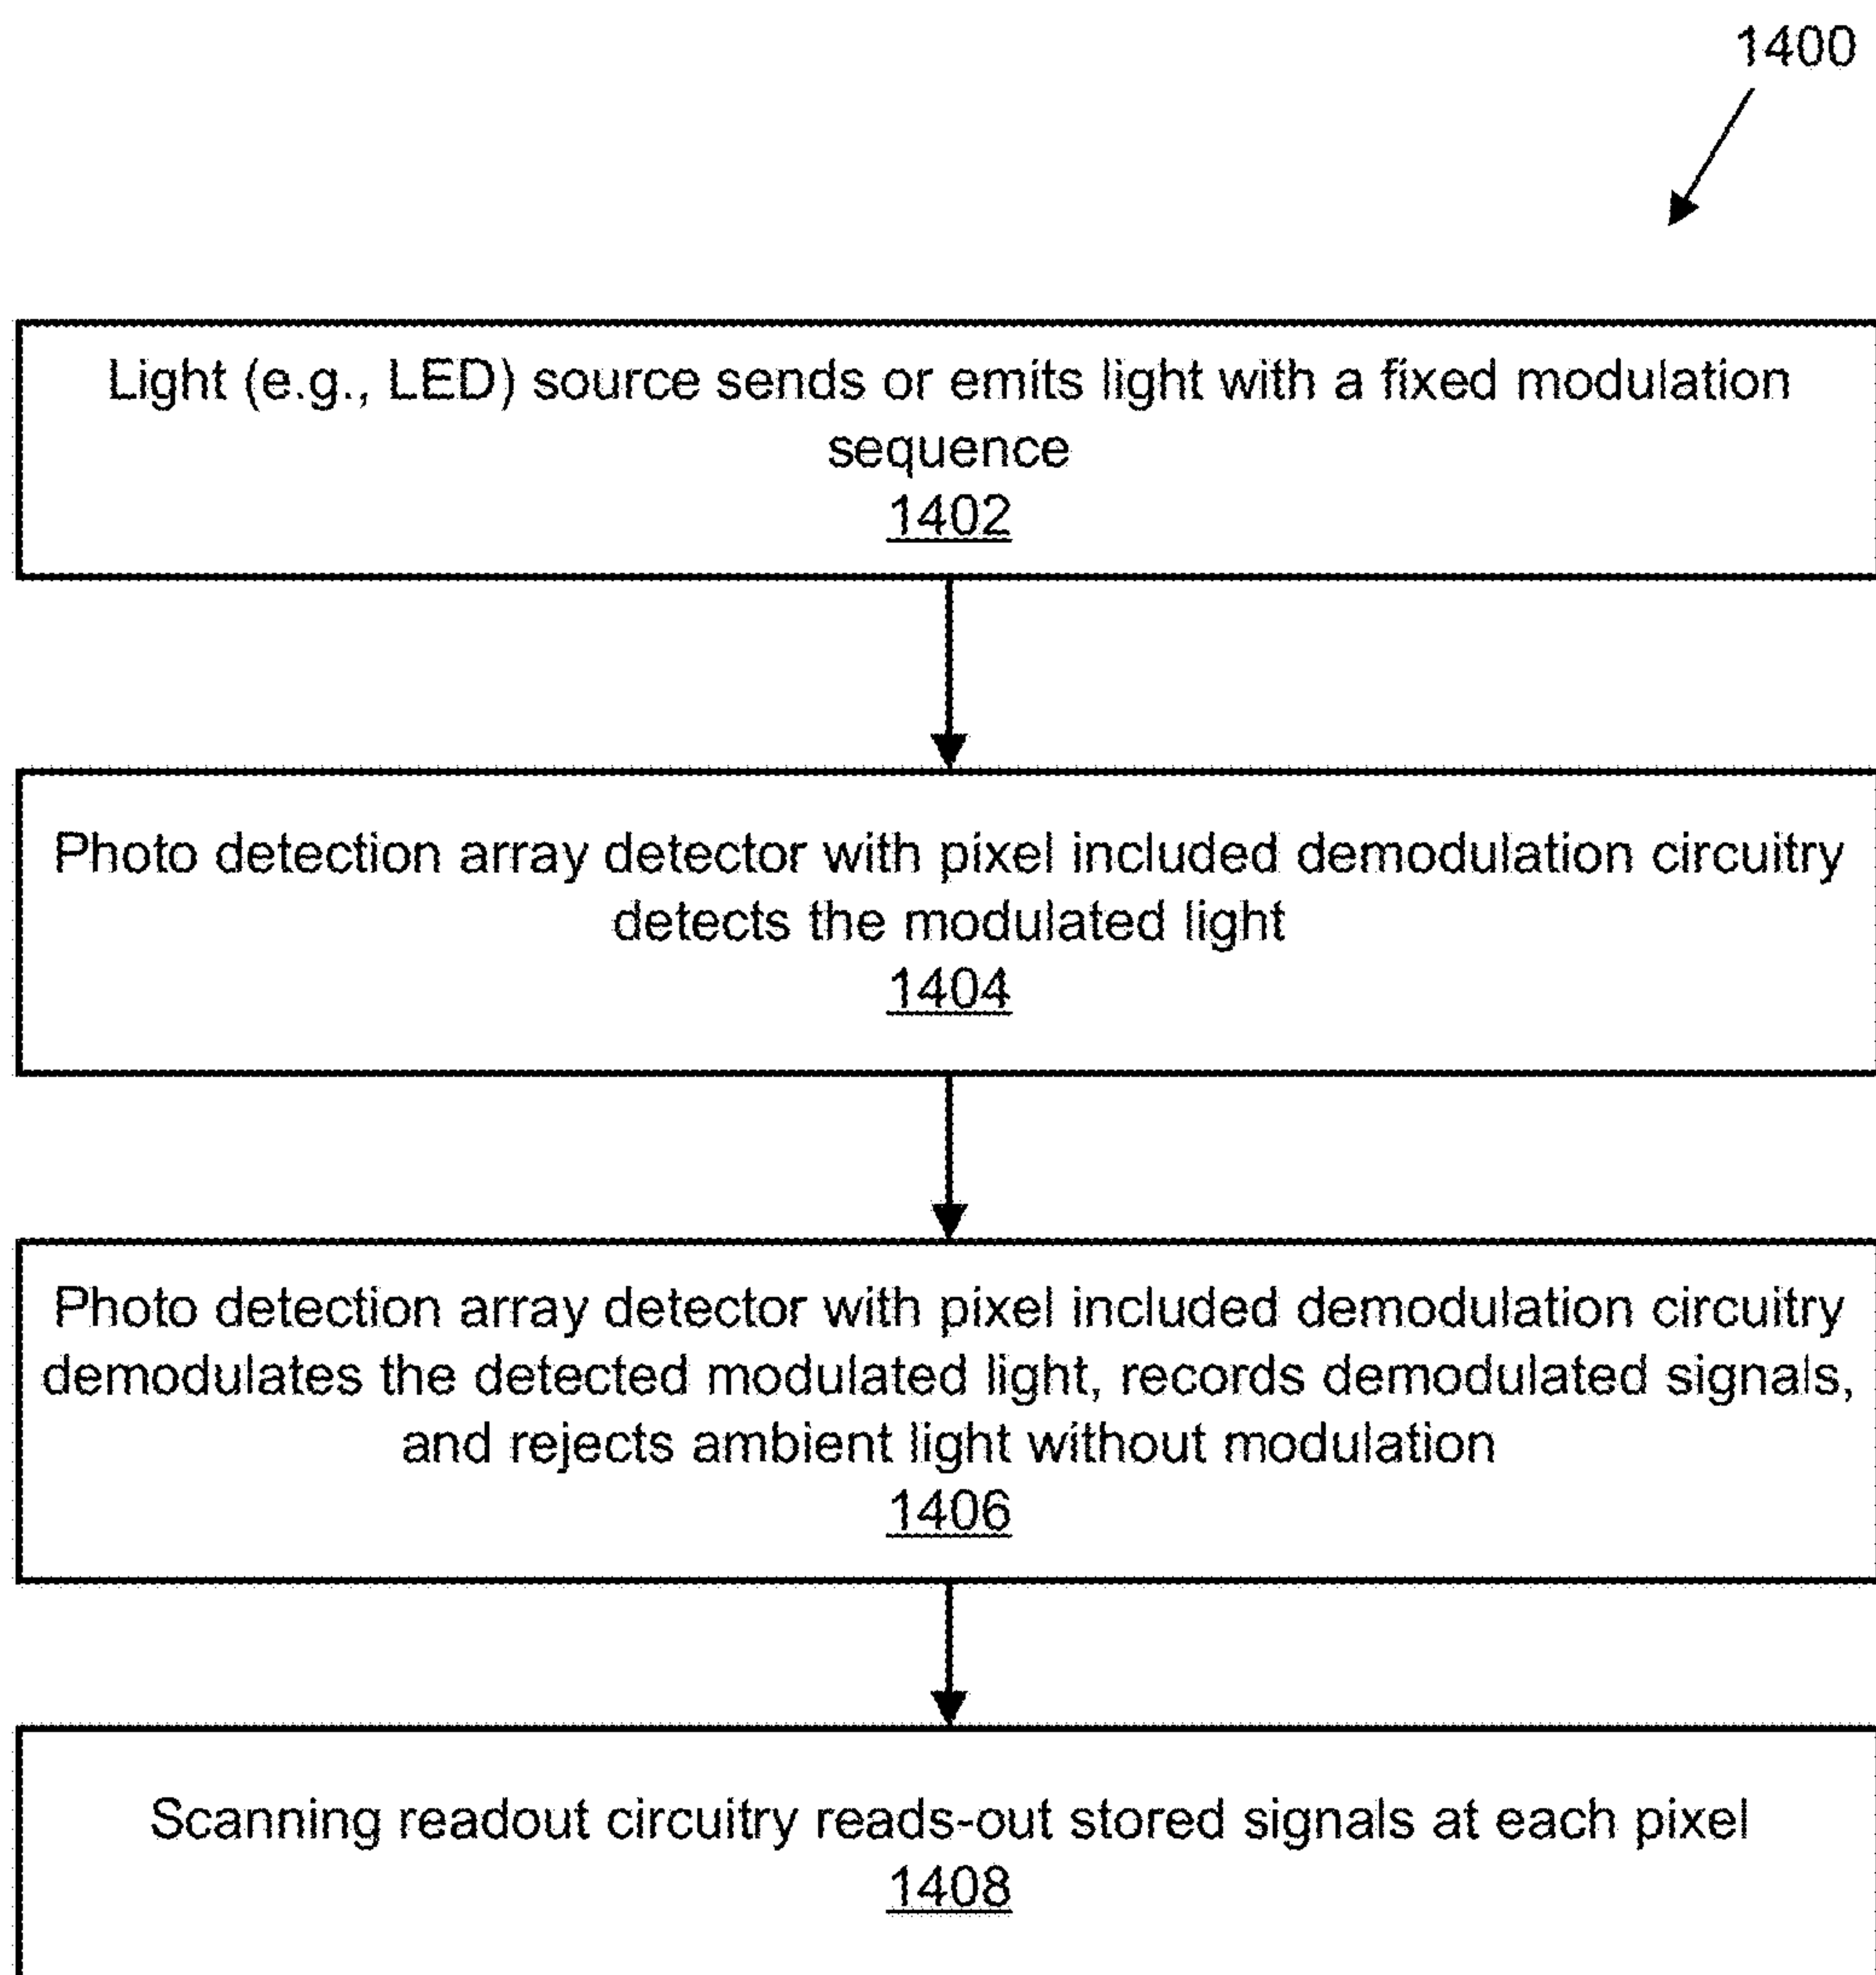 1400
Light (e.g., LED) source sends or emits light with a fixed modulation
sequence
1402
Photo detection array detector with pixel included demodulation circuitry
detects the modulated light
1404
Photo detection array detector with pixel included demodulation circuitry
demodulates the detected modulated light, records demodulated signals,
and rejects ambient light without modulation
1406
Scanning readout circuitry reads-out stored signals at each pixel
1408